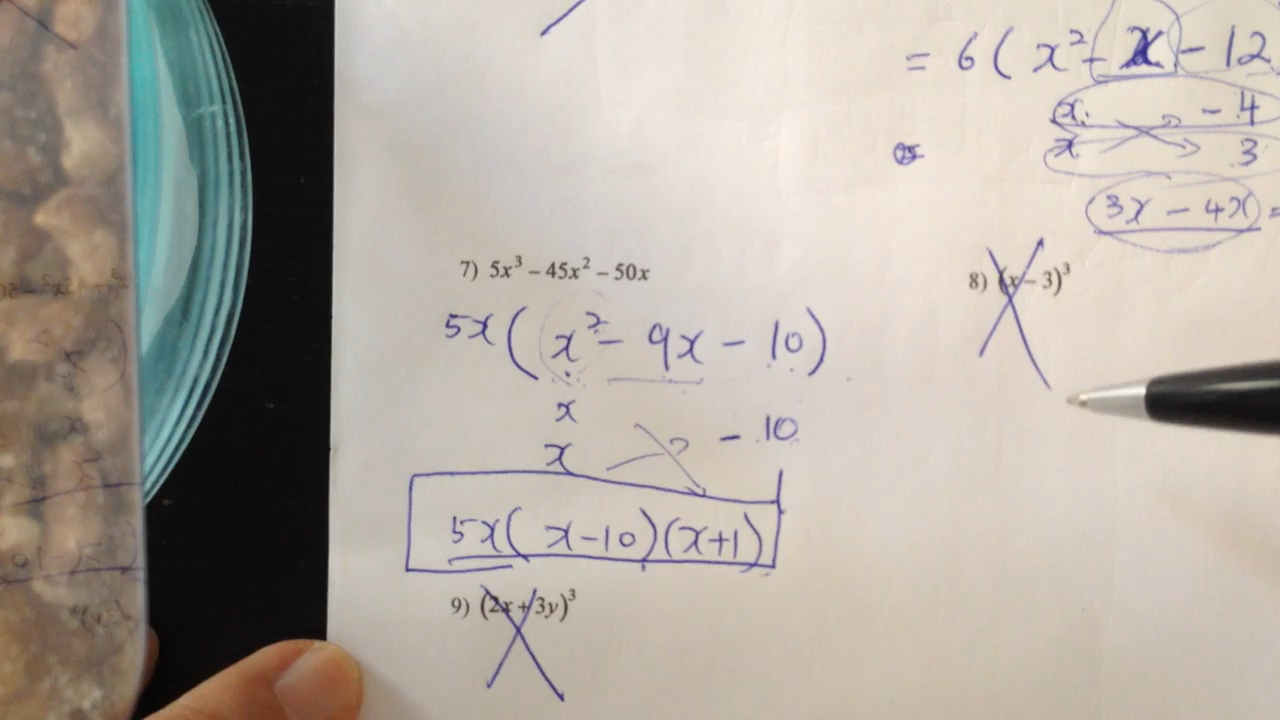 = 6 ( x² - x - 12
x - 4
x 3
3x - 4x =
7) 5x³ – 45x² – 50x
5x ( x² - 9x - 10 )
x
x - 10
5x( x-10)(x+1)
8) (x – 3)³
9) (2x + 3y)³